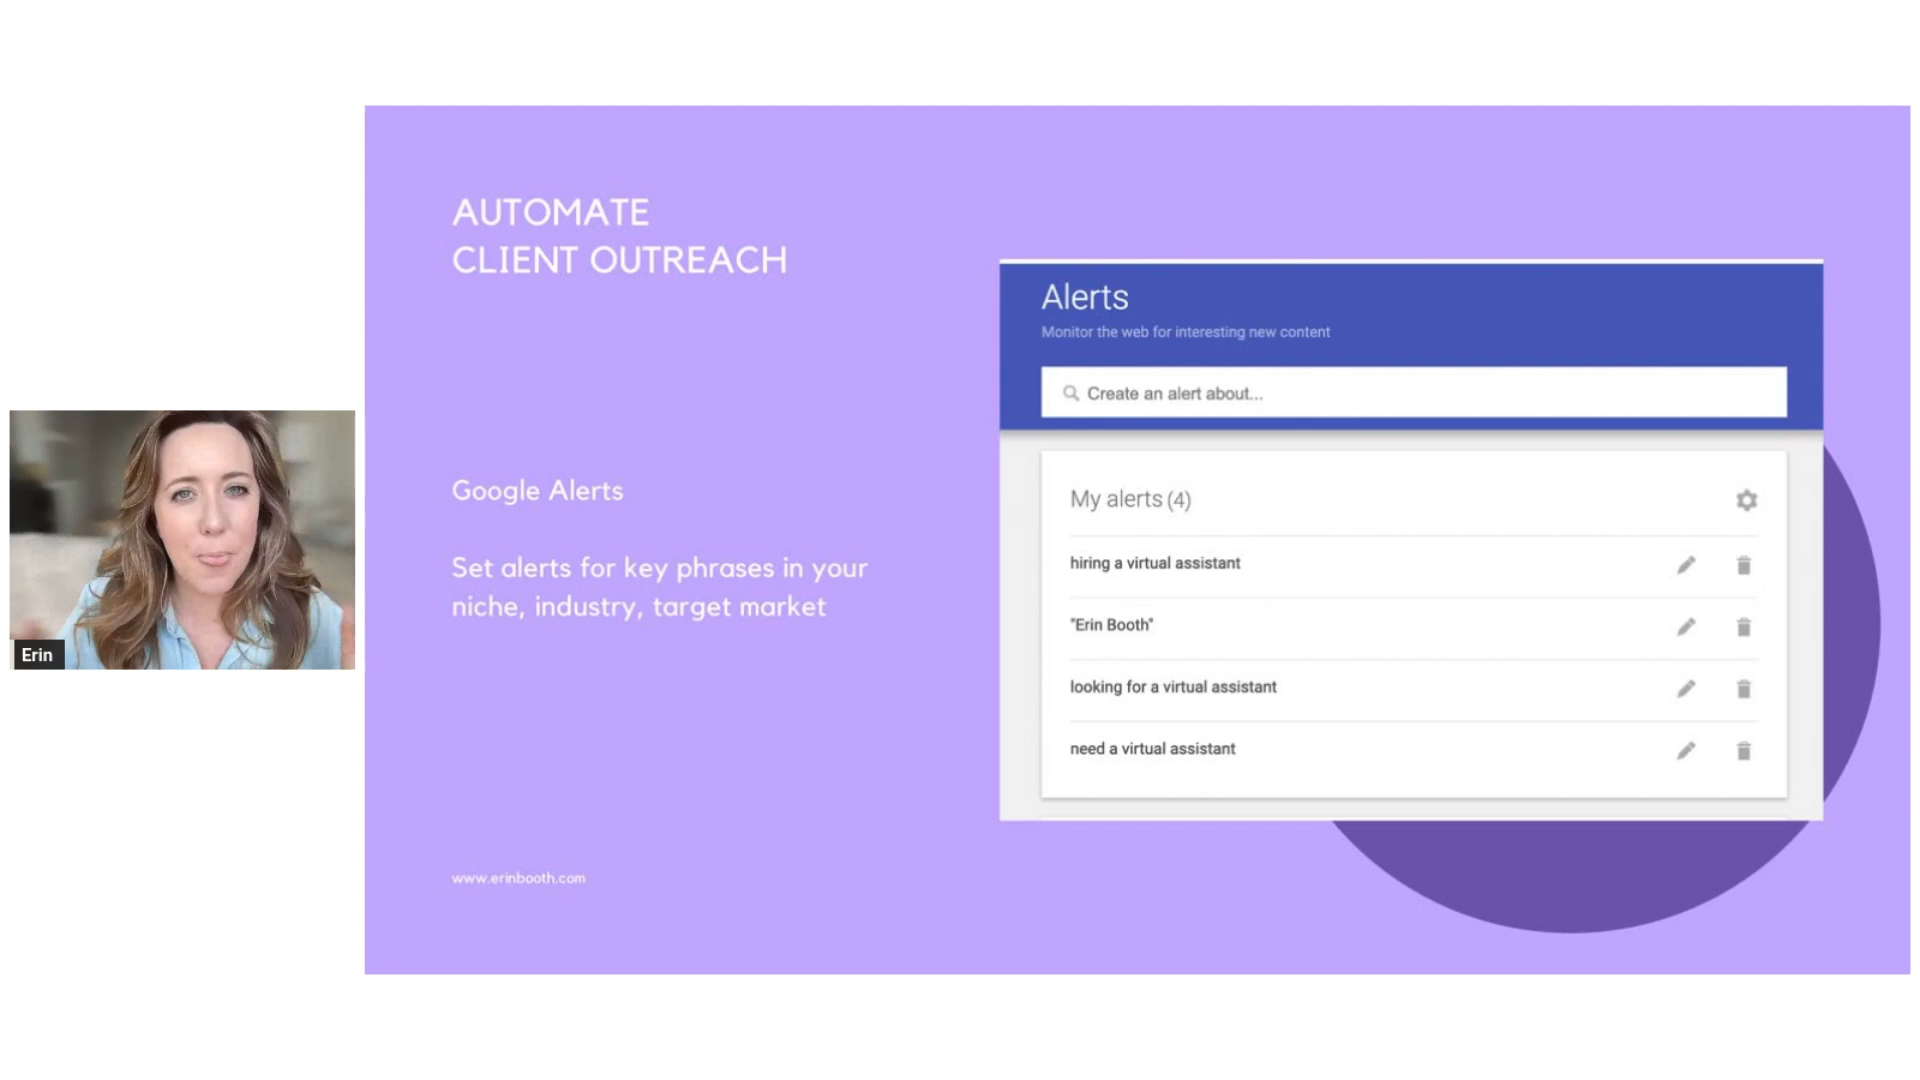 AUTOMATE
CLIENT OUTREACH
Google Alerts
Set alerts for key phrases in your
niche, industry, target market
www.erinbooth.com
Alerts
Monitor the web for interesting new content
Create an alert about...
My alerts (4)
hiring a virtual assistant
"Erin Booth"
looking for a virtual assistant
need a virtual assistant
Erin